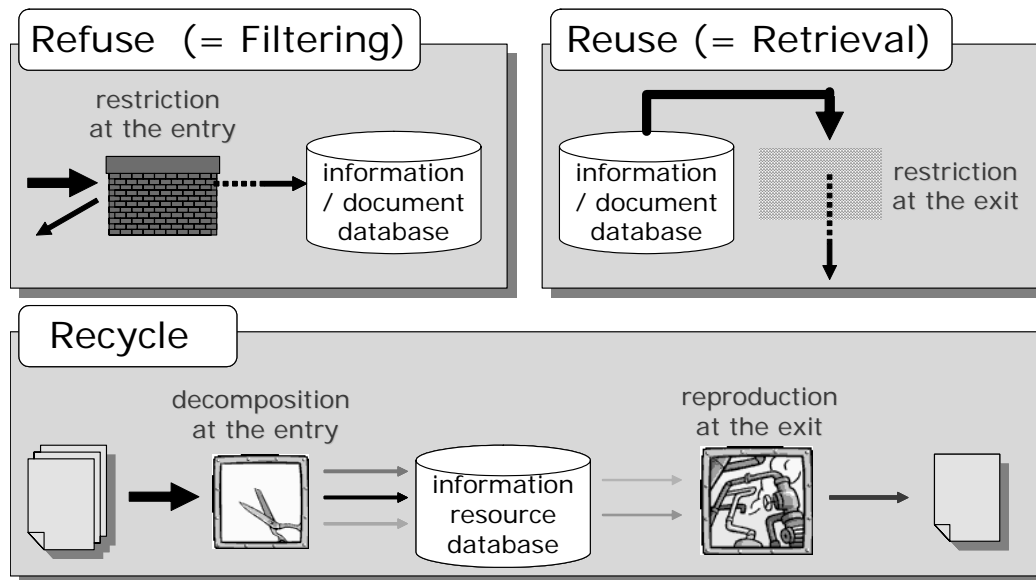 Refuse (= Filtering)
restriction
at the entry
information
/ document
database
Reuse (= Retrieval)
information
/ document
database
restriction
at the exit
Recycle
decomposition
at the entry
information
resource
database
reproduction
at the exit